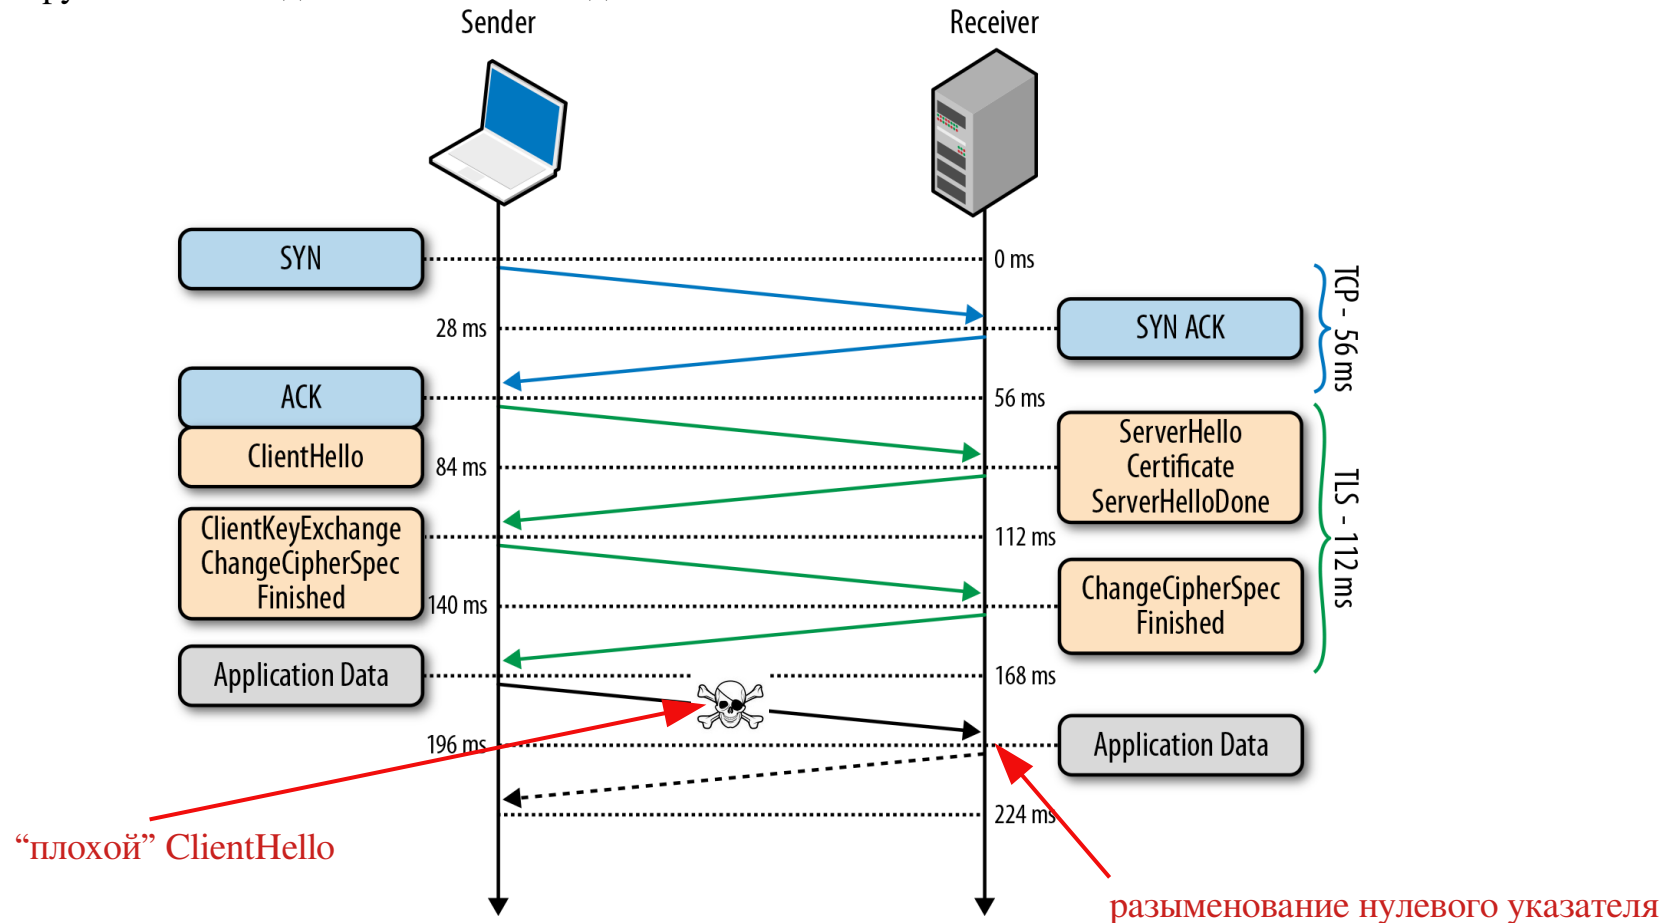 Sender
Receiver
SYN
0 ms
28 ms
SYN ACK
TCP - 56 ms
ACK
56 ms
ClientHello
84 ms
ServerHello
Certificate
ServerHelloDone
TLS - 112 ms
ClientKeyExchange
ChangeCipherSpec
Finished
112 ms
140 ms
ChangeCipherSpec
Finished
Application Data
168 ms
196 ms
Application Data
224 ms
“плохой” ClientHello
разыменование нулевого указателя